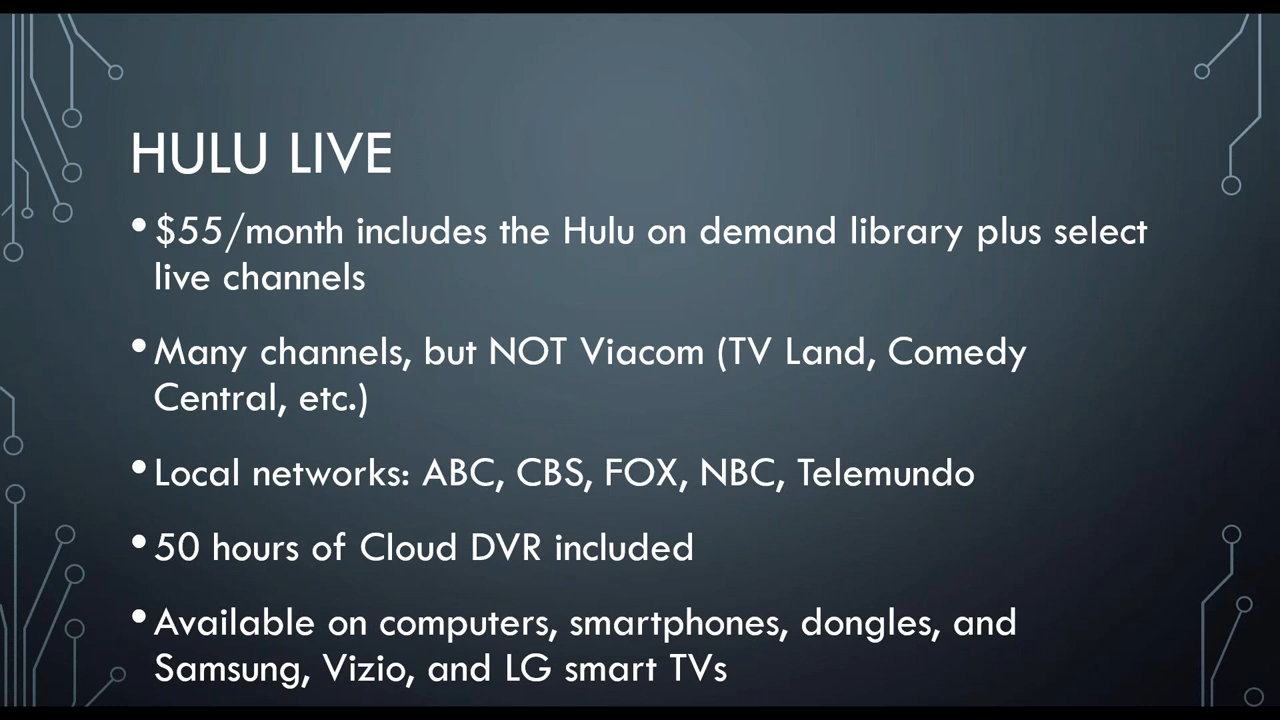 HULU LIVE
•$55/month includes the Hulu on demand library plus select
live channels
•Many channels, but NOT Viacom (TV Land, Comedy
Central, etc.)
•Local networks: ABC, CBS, FOX, NBC, Telemundo
•50 hours of Cloud DVR included
•Available on computers, smartphones, dongles, and
Samsung, Vizio, and LG smart TVs